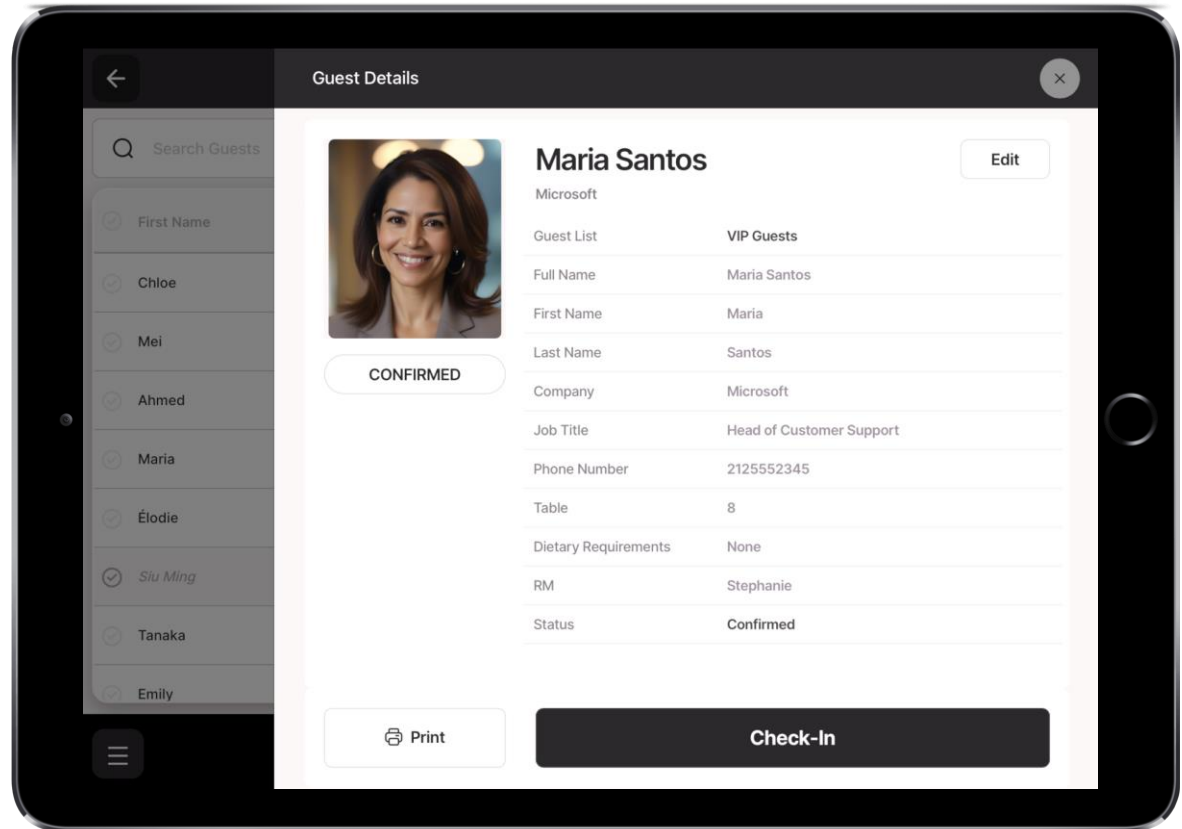 Guest Details
Search Guests
First Name
Chloe
Mei
Ahmed
Maria
Élodie
Siu Ming
Tanaka
Emily
CONFIRMED
Maria Santos
Edit
Microsoft
Guest List VIP Guests
Full Name Maria Santos
First Name Maria
Last Name Santos
Company Microsoft
Job Title Head of Customer Support
Phone Number 2125552345
Table 8
Dietary Requirements None
RM Stephanie
Status Confirmed
Print
Check-In